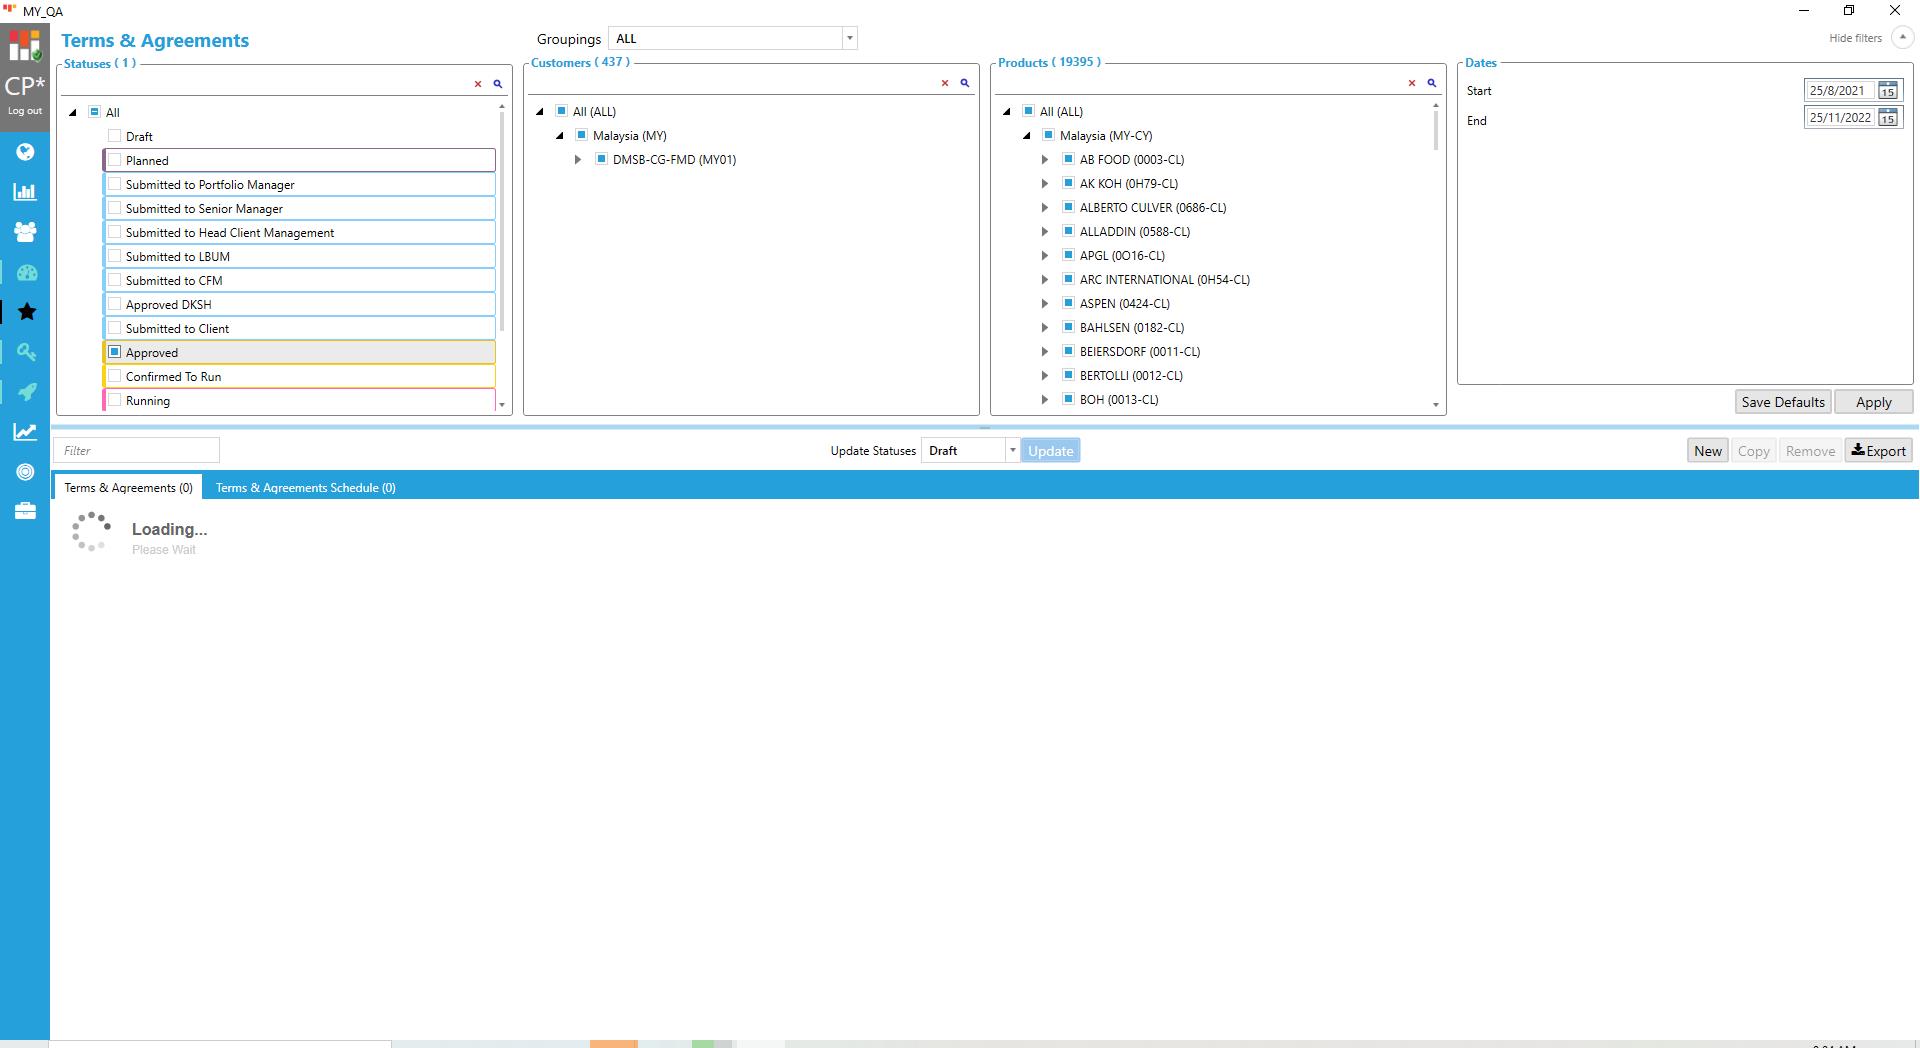 MY_QA
CP*
Log out
Terms & Agreements
Groupings ALL
Hide filters
Statuses ( 1 )
All
Draft
Planned
Submitted to Portfolio Manager
Submitted to Senior Manager
Submitted to Head Client Management
Submitted to LBUM
Submitted to CFM
Approved DKSH
Submitted to Client
Approved
Confirmed To Run
Running
Customers ( 437 )
All (ALL)
Malaysia (MY)
DMSB-CG-FMD (MY01)
Products ( 19395 )
All (ALL)
Malaysia (MY-CY)
AB FOOD (0003-CL)
AK KOH (0H79-CL)
ALBERTO CULVER (0686-CL)
ALLADDIN (0588-CL)
APGL (0O16-CL)
ARC INTERNATIONAL (0H54-CL)
ASPEN (0424-CL)
BAHLSEN (0182-CL)
BEIERSDORF (0011-CL)
BERTOLLI (0012-CL)
BOH (0013-CL)
Dates
Start 25/8/2021 15
End 25/11/2022 15
Save Defaults Apply
Filter Update Statuses Draft Update New Copy Remove Export
Terms & Agreements (0) Terms & Agreements Schedule (0)
Loading...
Please Wait